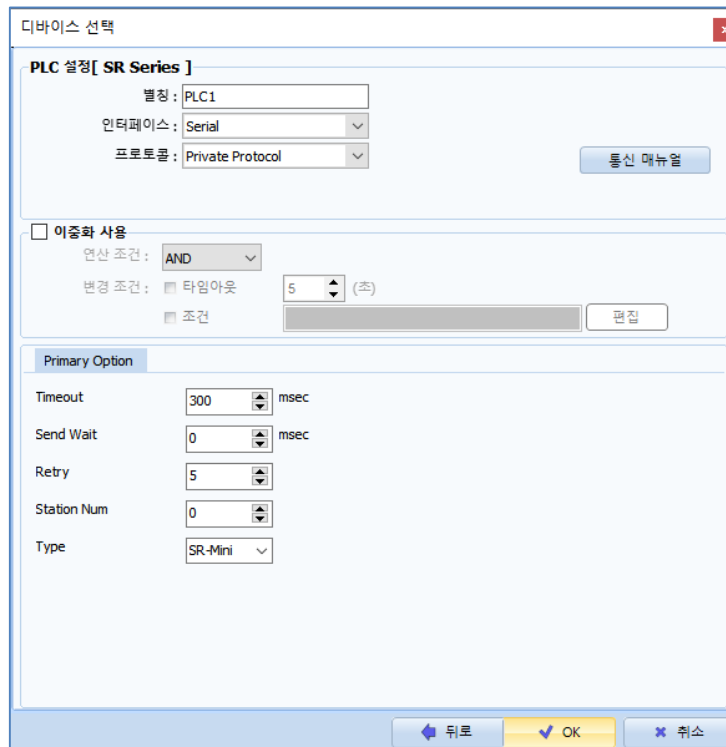 디바이스 선택
PLC 설정[ SR Series ]
별칭 : PLC1
인터페이스 : Serial
프로토콜 : Private Protocol
통신 매뉴얼
이중화 사용
연산 조건 : AND
변경 조건 : 타임아웃 5 (초)
조건 편집
Primary Option
Timeout 300 msec
Send Wait 0 msec
Retry 5
Station Num 0
Type SR-Mini
뒤로 OK 취소